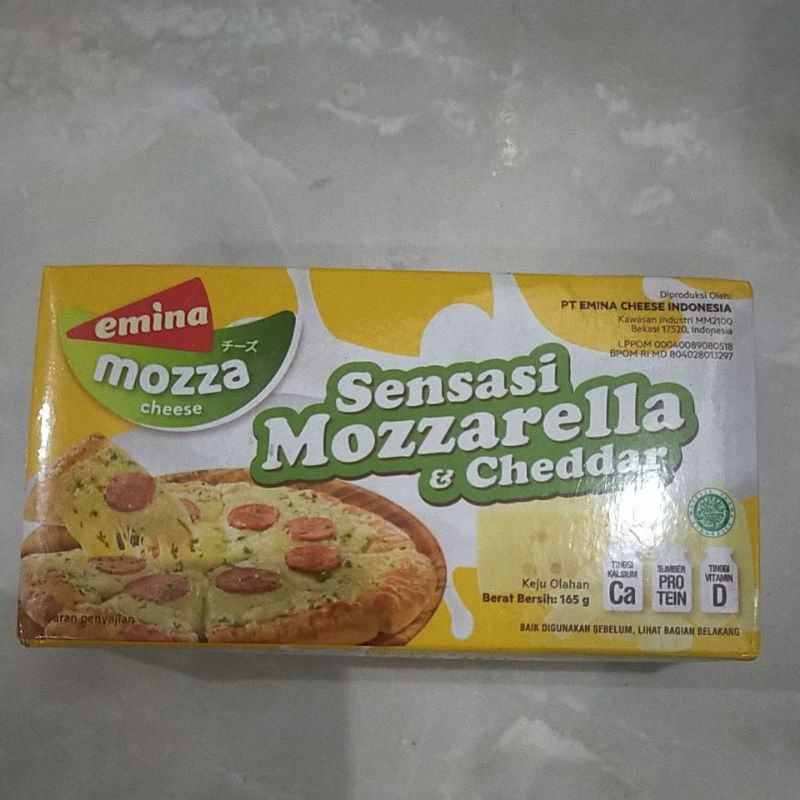 emina
チーズ
mozza
cheese
Diproduksi Oleh:
PT EMINA CHEESE INDONESIA
Kawasan Industri MM2100
Bekasi 17520, Indonesia
LPPOM 00040089080518
BPOM RI MD 804028013297
Sensasi
Mozzarella
& Cheddar
Keju Olahan
Berat Bersih: 165 g
TINGGI
KALSIUM
Ca
SUMBER
PRO
TEIN
TINGGI
VITAMIN
D
Saran penyajian
BAIK DIGUNAKAN SEBELUM, LIHAT BAGIAN BELAKANG